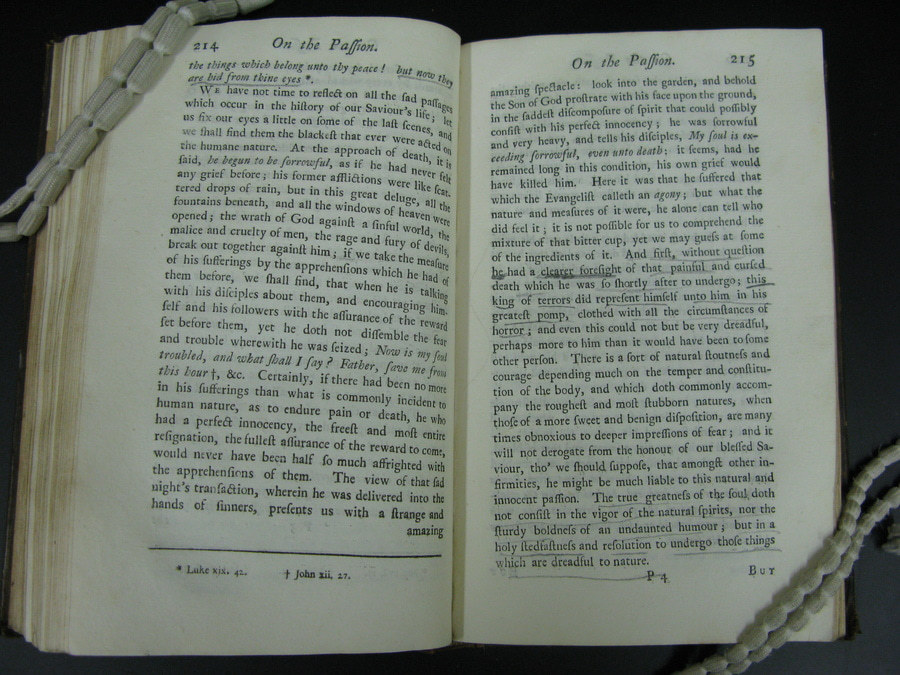 214 On the Paſſion.
the things which belong unto thy peace! but now they
are hid from thine eyes *.
WE have not time to reflect on all the ſad paſſages
which occur in the hiſtory of our Saviour's life; let
us fix our eyes a little on ſome of the laſt ſcenes, and
we ſhall find them the blackeſt that ever were acted on
the humane nature. At the approach of death, it is
ſaid, he begun to be ſorrowful, as if he had never felt
any grief before; his former afflictions were like ſcat-
tered drops of rain, but in this great deluge, all the
fountains beneath, and all the windows of heaven were
opened; the wrath of God againſt a ſinful world, the
malice and cruelty of men, the rage and fury of devils,
break out together againſt him; if we take the meaſure
of his ſufferings by the apprehenſions which he had of
them before, we ſhall find, that when he is talking
with his diſciples about them, and encouraging him-
ſelf and his followers with the aſſurance of the reward
ſet before them, yet he doth not diſſemble the fear
and trouble wherewith he was ſeized; Now is my ſoul
troubled, and what ſhall I ſay? Father, ſave me from
this hour †, &c. Certainly, if there had been no more
in his ſufferings than what is commonly incident to
human nature, as to endure pain or death, he who
had a perfect innocency, the freeſt and moſt entire
reſignation, the fulleſt aſſurance of the reward to come,
would never have been half ſo much affrighted with
the apprehenſions of them. The view of that ſad
night's tranſaction, wherein he was delivered into the
hands of ſinners, preſents us with a ſtrange and
amazing
* Luke xix. 42. † John xii, 27.
On the Paſſion. 215
amazing ſpectacle: look into the garden, and behold
the Son of God proſtrate with his face upon the ground,
in the ſaddeſt diſcompoſure of ſpirit that could poſſibly
conſiſt with his perfect innocency; he was ſorrowful
and very heavy, and tells his diſciples, My ſoul is ex-
ceeding ſorrowful, even unto death; it ſeems, had he
remained long in this condition, his own grief would
have killed him. Here it was that he ſuffered that
which the Evangeliſt calleth an agony; but what the
nature and meaſures of it were, he alone can tell who
did feel it; it is not poſſible for us to comprehend the
mixture of that bitter cup, yet we may gueſs at ſome
of the ingredients of it. And firſt, without queſtion
he had a clearer foreſight of that painful and curſed
death which he was ſo ſhortly after to undergo; this
king of terrors did repreſent himſelf unto him in his
greateſt pomp, clothed with all the circumſtances of
horror; and even this could not but be very dreadful,
perhaps more to him than it would have been to ſome
other perſon. There is a ſort of natural ſtoutneſs and
courage depending much on the temper and conſtitu-
tion of the body, and which doth commonly accom-
pany the rougheſt and moſt ſtubborn natures, when
thoſe of a more ſweet and benign diſpoſition, are many
times obnoxious to deeper impreſſions of fear; and it
will not derogate from the honour of our bleſſed Sa-
viour, tho' we ſhould ſuppoſe, that amongſt other in-
firmities, he might be much liable to this natural and
innocent paſſion. The true greatneſs of the ſoul doth
not conſiſt in the vigor of the natural ſpirits, nor the
ſturdy boldneſs of an undaunted humour; but in a
holy ſtedfaſtneſs and reſolution to undergo thoſe things
which are dreadful to nature.
P 4 BUT